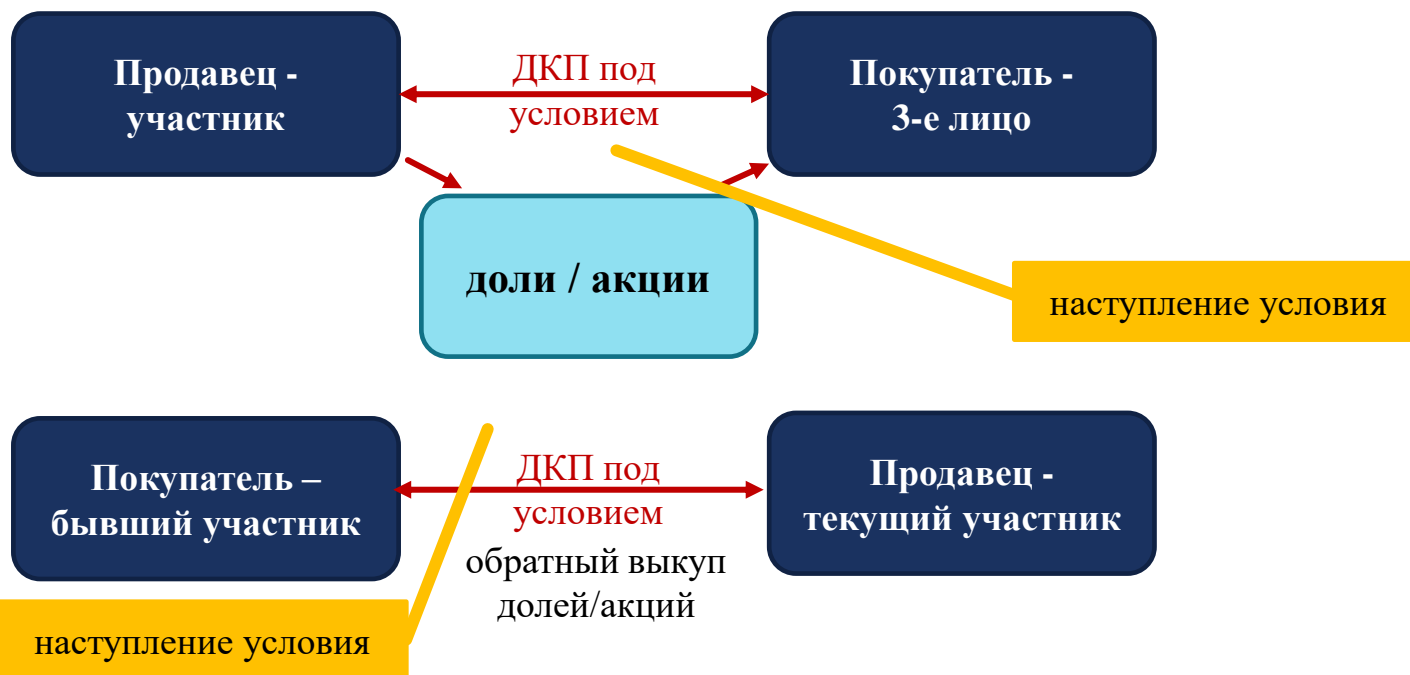 Продавец -
участник
ДКП под
условием
Покупатель -
3-е лицо
доли / акции
наступление условия
Покупатель –
бывший участник
ДКП под
условием
обратный выкуп
долей/акций
Продавец -
текущий участник
наступление условия